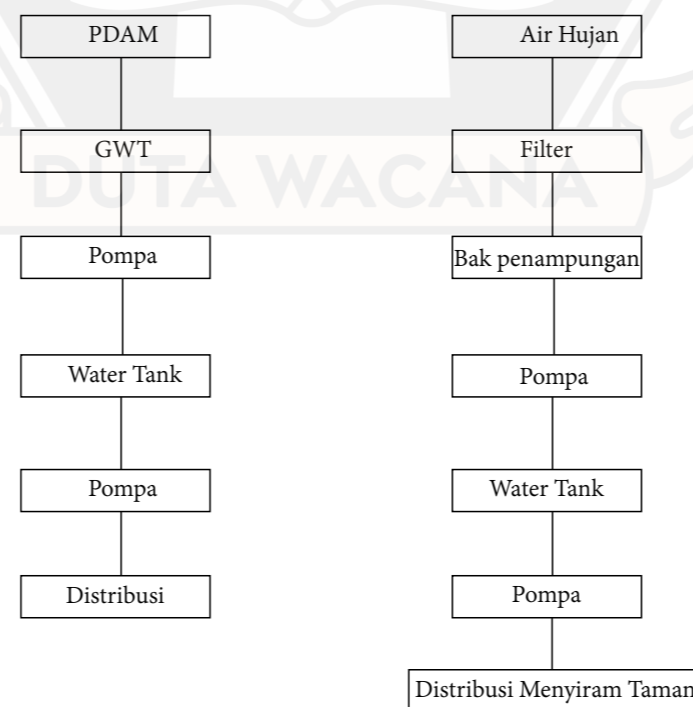 PDAM
GWT
Pompa
Water Tank
Pompa
Distribusi
Air Hujan
Filter
Bak penampungan
Pompa
Water Tank
Pompa
Distribusi Menyiram Taman
DUTA WACANA